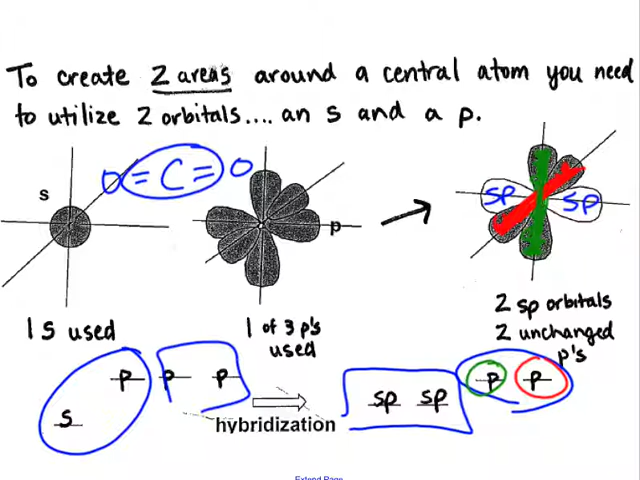 To create 2 areas around a central atom you need
to utilize 2 orbitals.... an s and a p.
s
O=C=O
p
sp sp
1 s used
1 of 3 p's
used
2 sp orbitals
2 unchanged
p's
p p p
s
hybridization
sp sp
p p
Extend Page